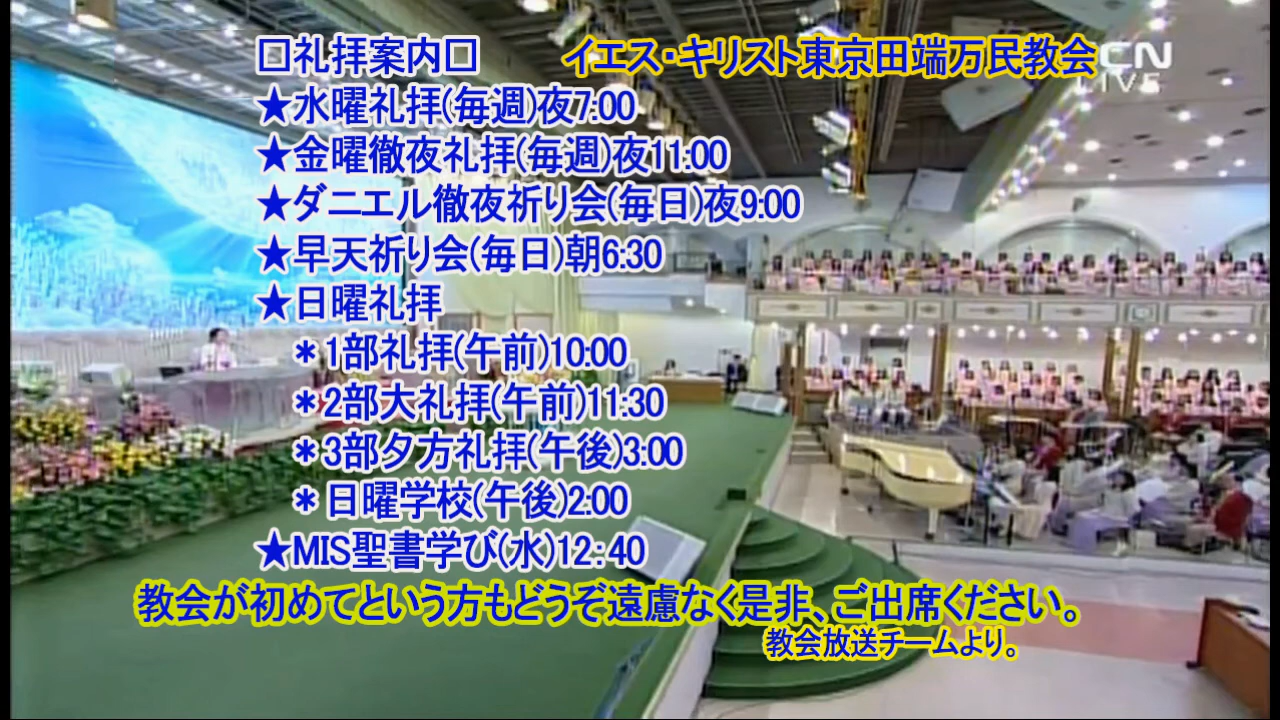 □礼拝案内□ イエス・キリスト東京田端万民教会
CN
LIVE
★水曜礼拝(毎週)夜7:00
★金曜徹夜礼拝(毎週)夜11:00
★ダニエル徹夜祈り会(毎日)夜9:00
★早天祈り会(毎日)朝6:30
★日曜礼拝
＊1部礼拝(午前)10:00
＊2部大礼拝(午前)11:30
＊3部夕方礼拝(午後)3:00
＊日曜学校(午後)2:00
★MIS聖書学び(水)12:40
教会が初めてという方もどうぞ遠慮なく是非、ご出席ください。
教会放送チームより。